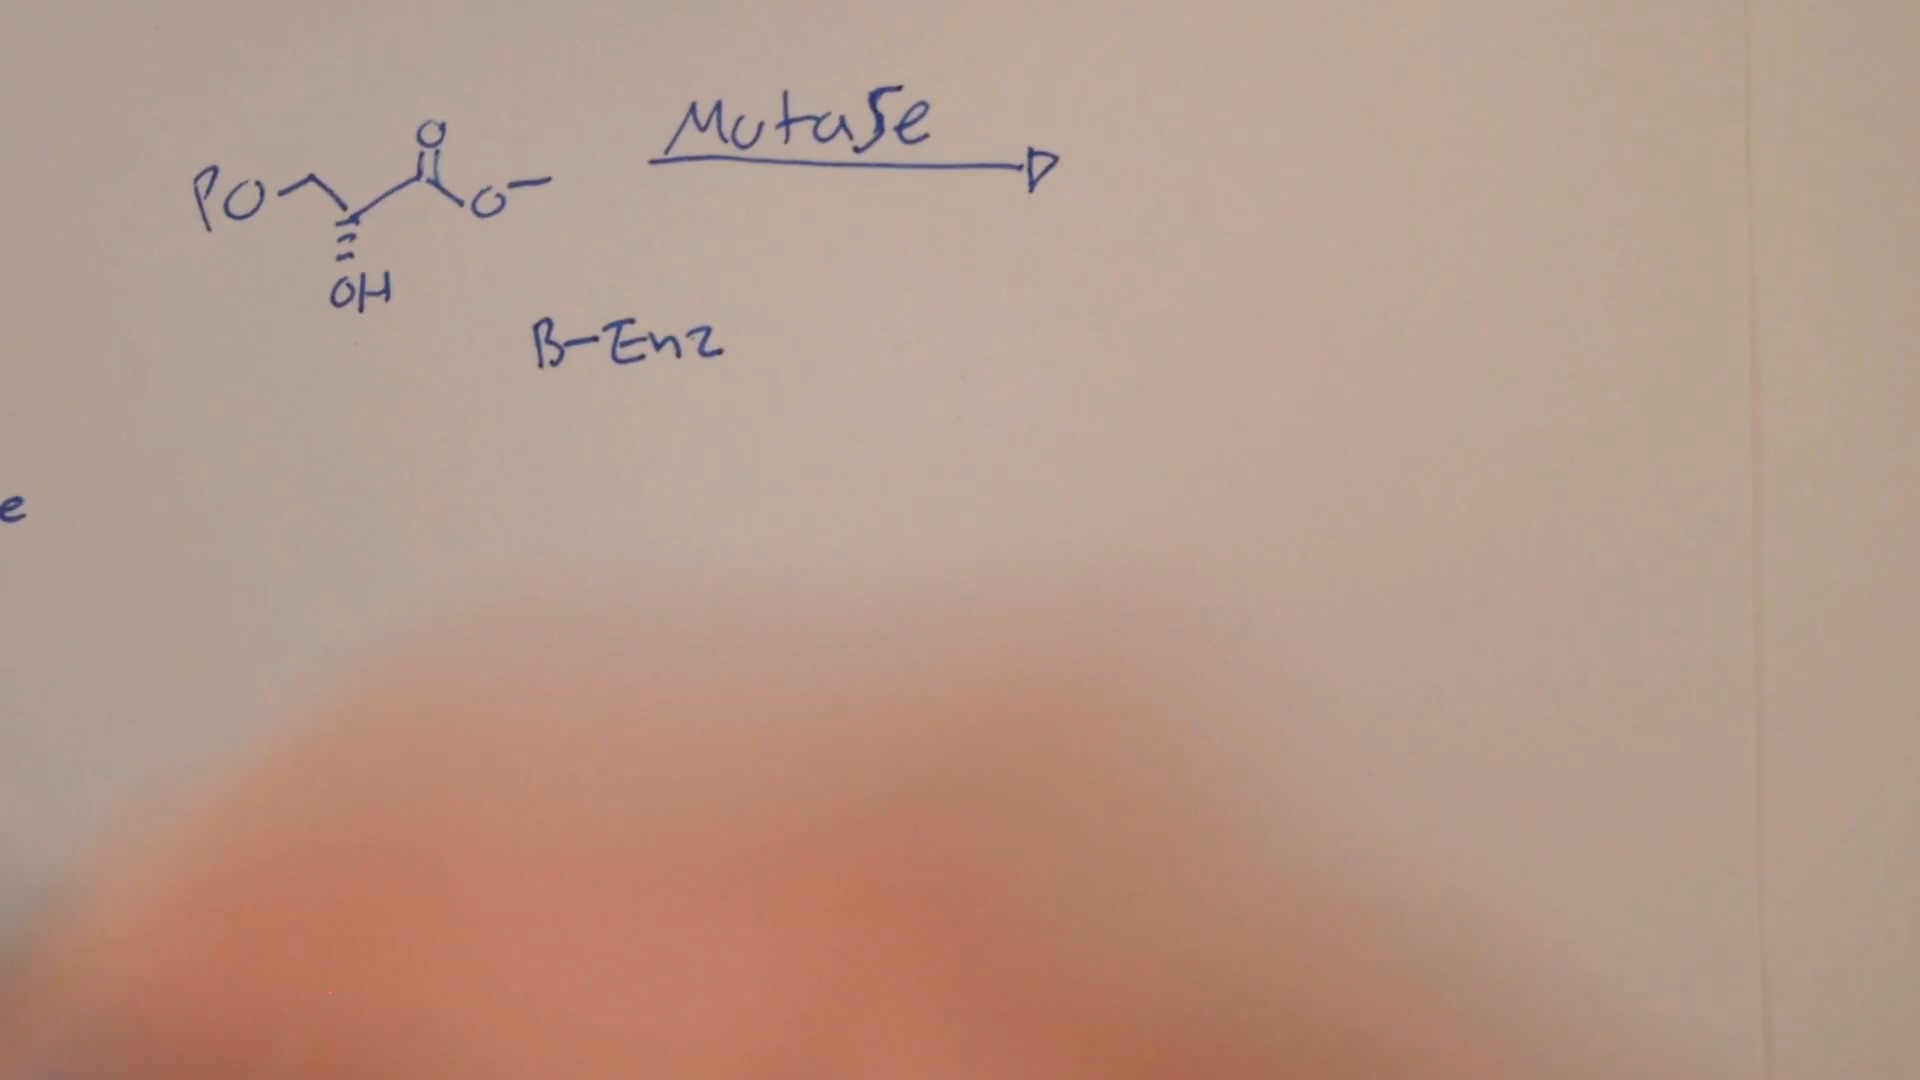 Mutase
O
PO O-
OH
B-Enz
e